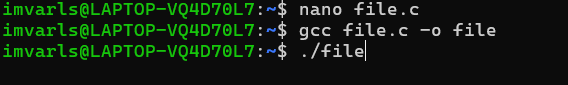 imvarls@LAPTOP-VQ4D70L7:~$ nano file.c
imvarls@LAPTOP-VQ4D70L7:~$ gcc file.c -o file
imvarls@LAPTOP-VQ4D70L7:~$ ./file